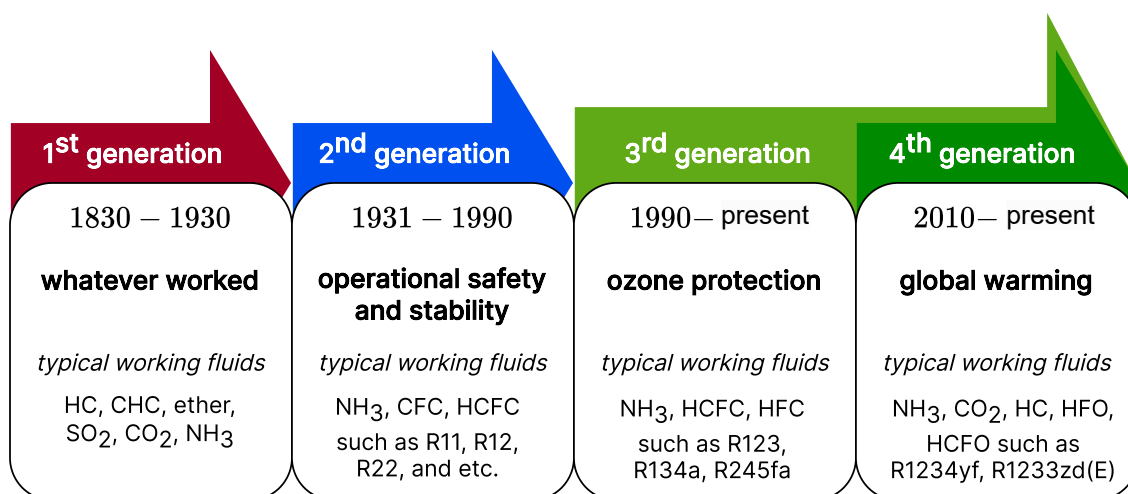 1st generation
1830 – 1930
whatever worked
typical working fluids
HC, CHC, ether,
SO2, CO2, NH3
2nd generation
1931 – 1990
operational safety
and stability
typical working fluids
NH3, CFC, HCFC
such as R11, R12,
R22, and etc.
3rd generation
1990– present
ozone protection
typical working fluids
NH3, HCFC, HFC
such as R123,
R134a, R245fa
4th generation
2010– present
global warming
typical working fluids
NH3, CO2, HC, HFO,
HCFO such as
R1234yf, R1233zd(E)